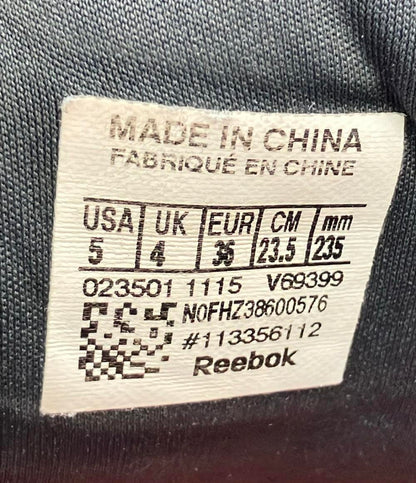 MADE IN CHINA
FABRIQUÉ EN CHINE
USA UK EUR CM mm
5 4 36 23.5 235
023501 1115 V69399
N0FHZ38600576
#113356112
Reebok